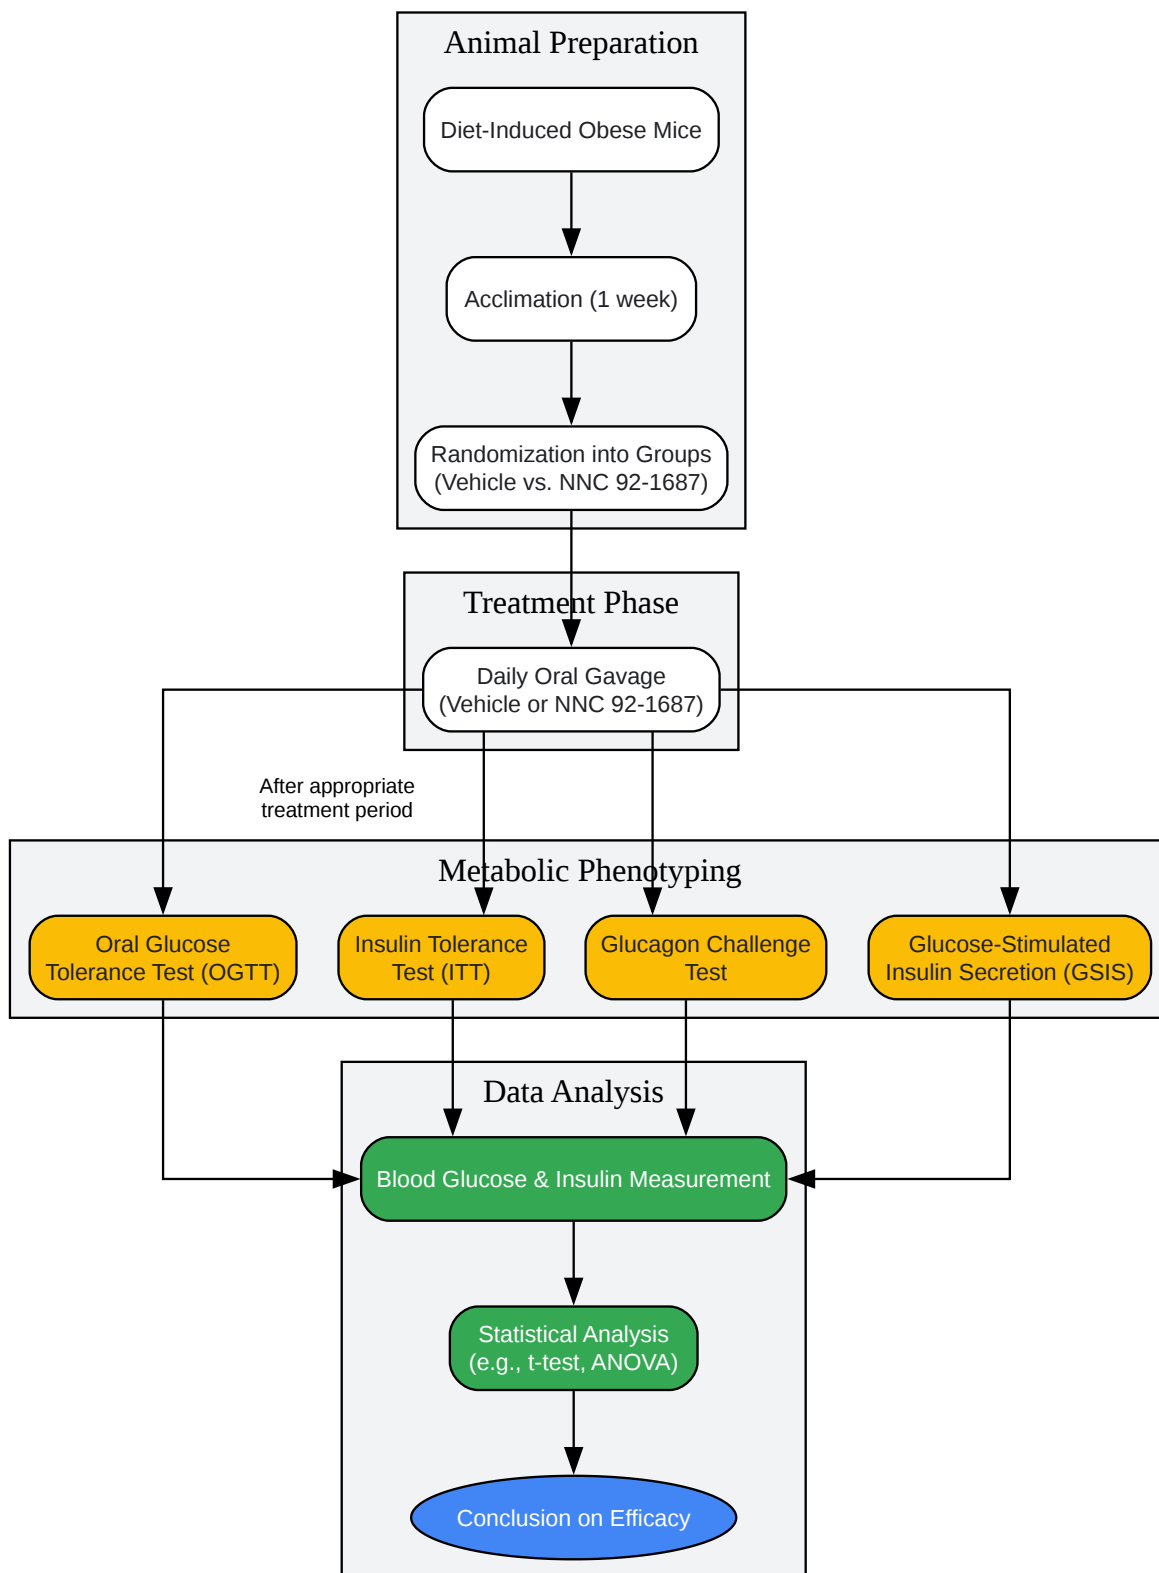 Animal Preparation
Diet-Induced Obese Mice
Acclimation (1 week)
Randomization into Groups
(Vehicle vs. NNC 92-1687)
Treatment Phase
Daily Oral Gavage
(Vehicle or NNC 92-1687)
After appropriate
treatment period
Metabolic Phenotyping
Oral Glucose
Tolerance Test (OGTT)
Insulin Tolerance
Test (ITT)
Glucagon Challenge
Test
Glucose-Stimulated
Insulin Secretion (GSIS)
Data Analysis
Blood Glucose & Insulin Measurement
Statistical Analysis
(e.g., t-test, ANOVA)
Conclusion on Efficacy